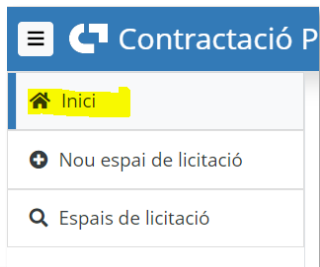 Contractació P
Inici
Nou espai de licitació
Espais de licitació